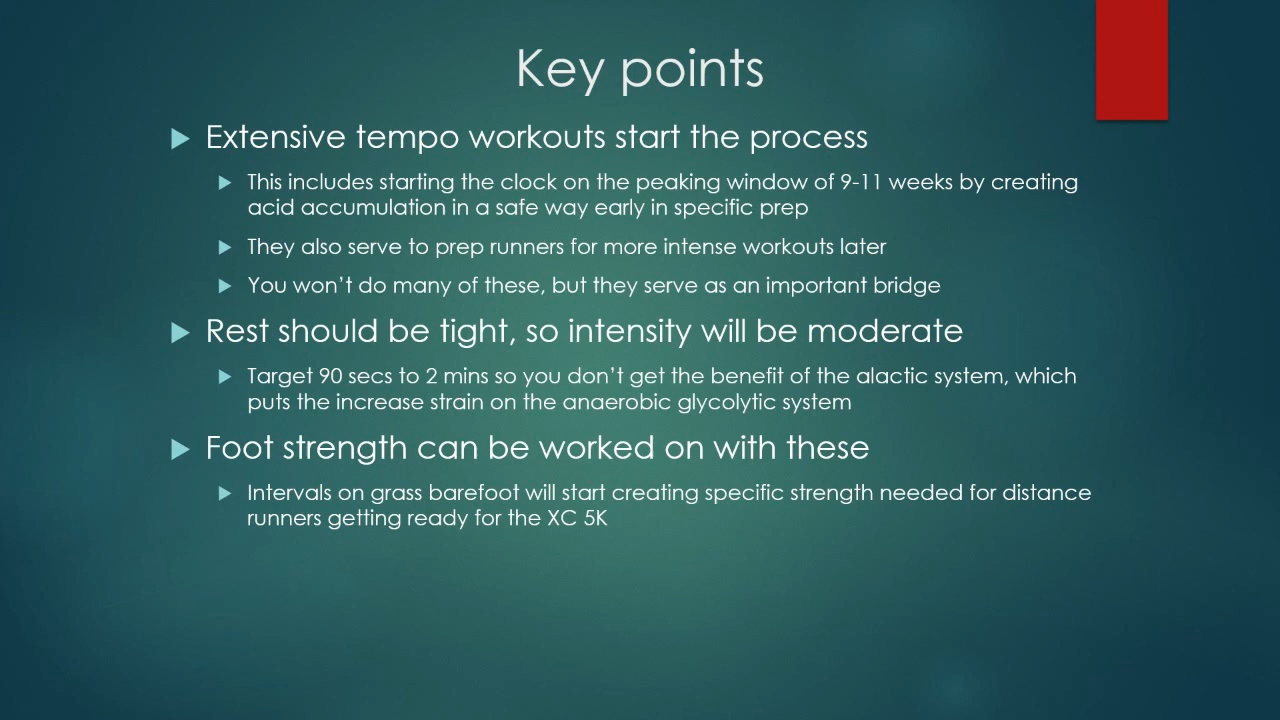 Key points
Extensive tempo workouts start the process
This includes starting the clock on the peaking window of 9-11 weeks by creating
acid accumulation in a safe way early in specific prep
They also serve to prep runners for more intense workouts later
You won’t do many of these, but they serve as an important bridge
Rest should be tight, so intensity will be moderate
Target 90 secs to 2 mins so you don’t get the benefit of the alactic system, which
puts the increase strain on the anaerobic glycolytic system
Foot strength can be worked on with these
Intervals on grass barefoot will start creating specific strength needed for distance
runners getting ready for the XC 5K